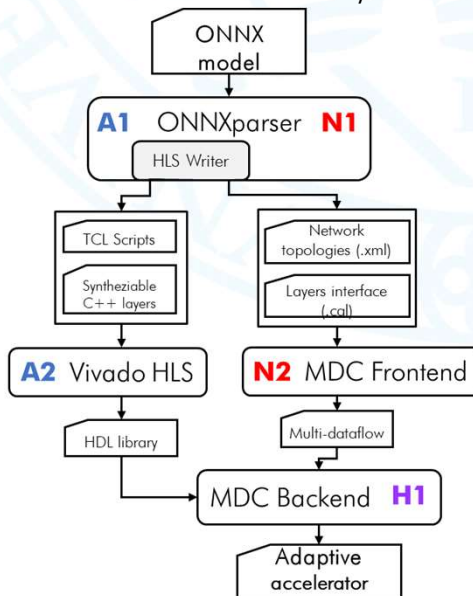 ONNX
model
A1 ONNXparser N1
HLS Writer
TCL Scripts
Syntheziable
C++ layers
Network
topologies (.xml)
Layers interface
(.cal)
A2 Vivado HLS
N2 MDC Frontend
HDL library
Multi-dataflow
MDC Backend H1
Adaptive
accelerator